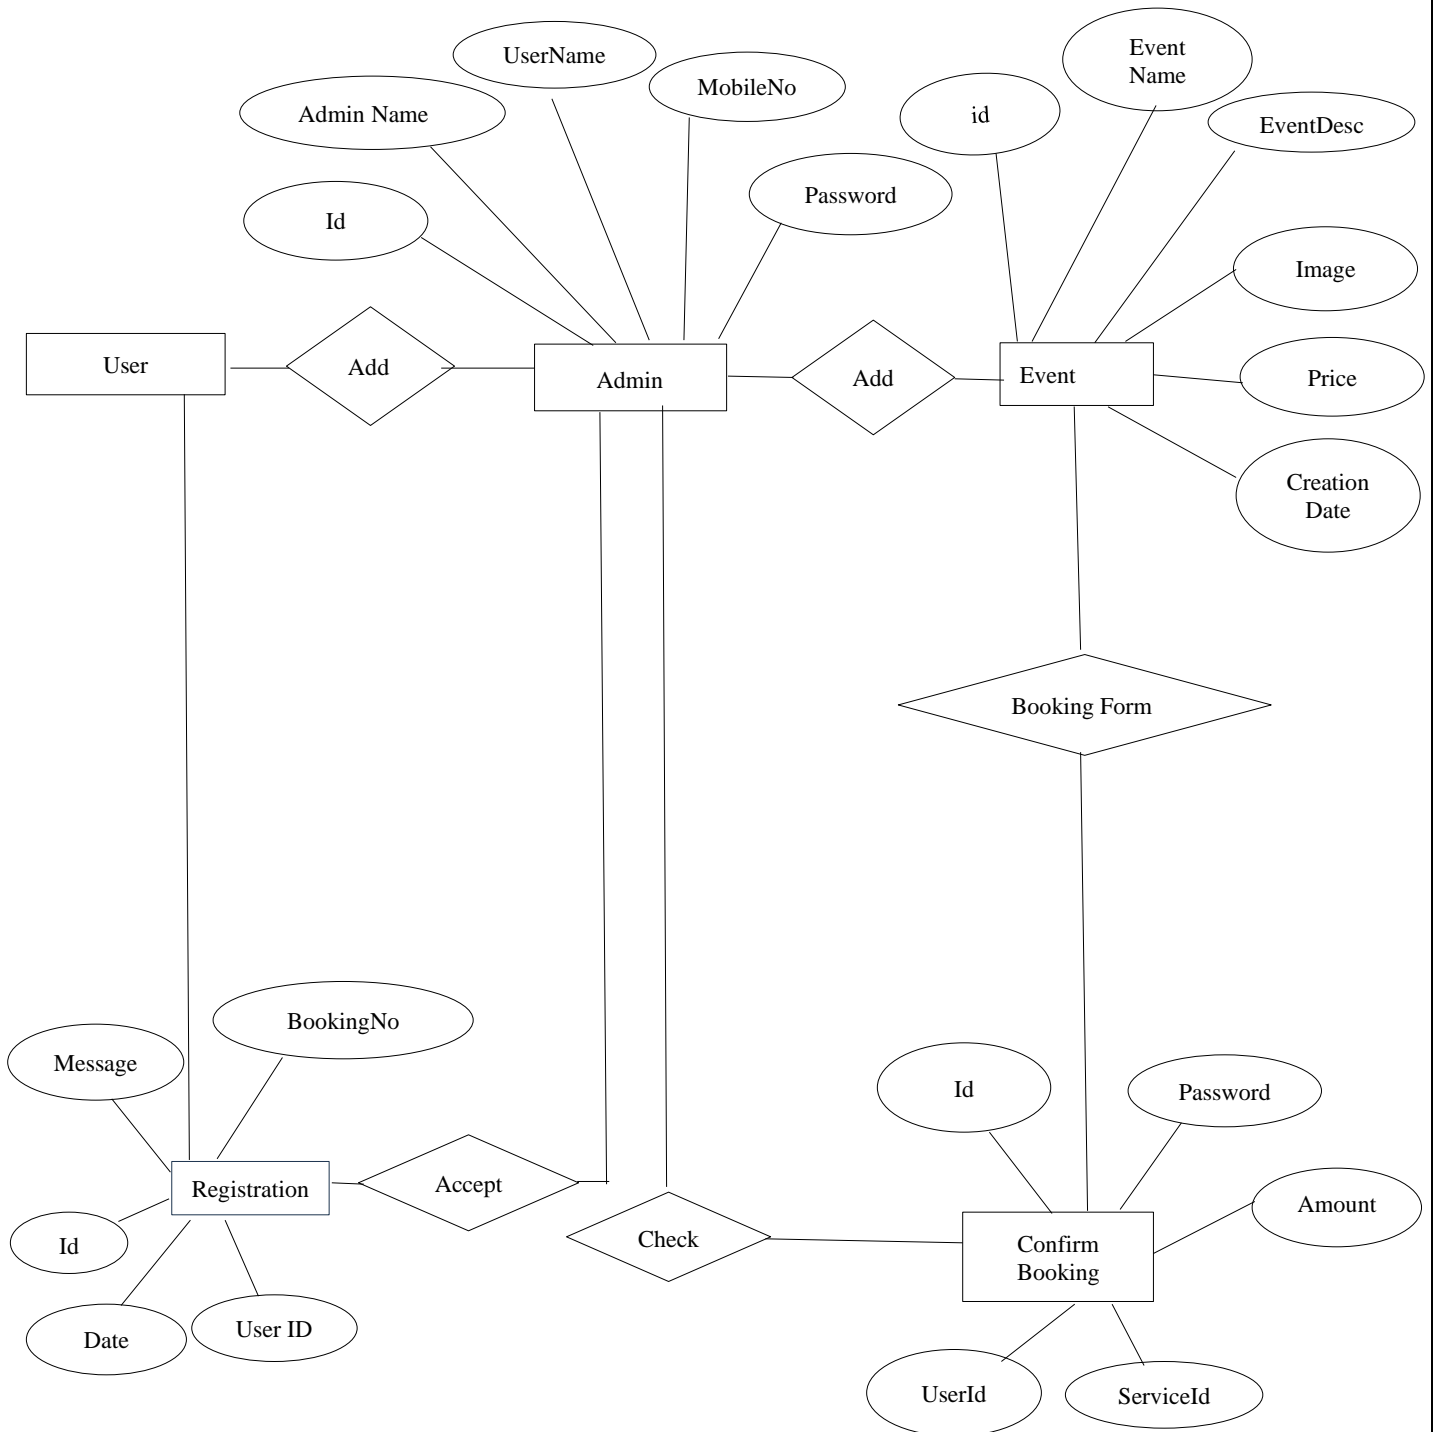 UserName
Event
Name
MobileNo
Admin Name
id
EventDesc
Password
Id
Image
User
Add
Admin
Add
Event
Price
Creation
Date
Booking Form
BookingNo
Message
Id
Password
Registration
Accept
Amount
Check
Confirm
Booking
Id
Date
User ID
UserId
ServiceId